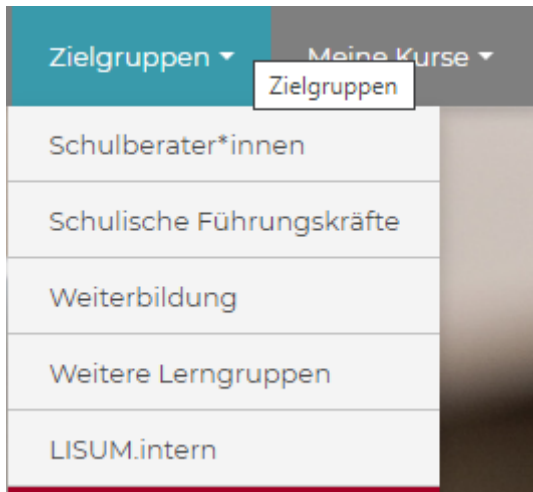 Zielgruppen Meine Kurse
Zielgruppen
Schulberater*innen
Schulische Führungskräfte
Weiterbildung
Weitere Lerngruppen
LISUM.intern